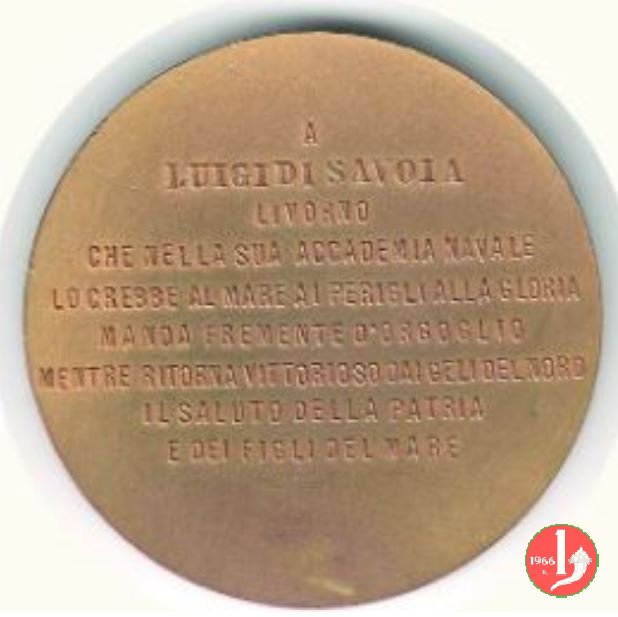 A
LUIGI DI SAVOIA
LIVORNO
CHE NELLA SUA ACCADEMIA NAVALE
LO CREBBE AL MARE AI PERIGLI ALLA GLORIA
MANDA FREMENTE D'ORGOGLIO
MENTRE RITORNA VITTORIOSO DAI GELI DEL NORD
IL SALUTO DELLA PATRIA
E DEI FIGLI DEL MARE
1966